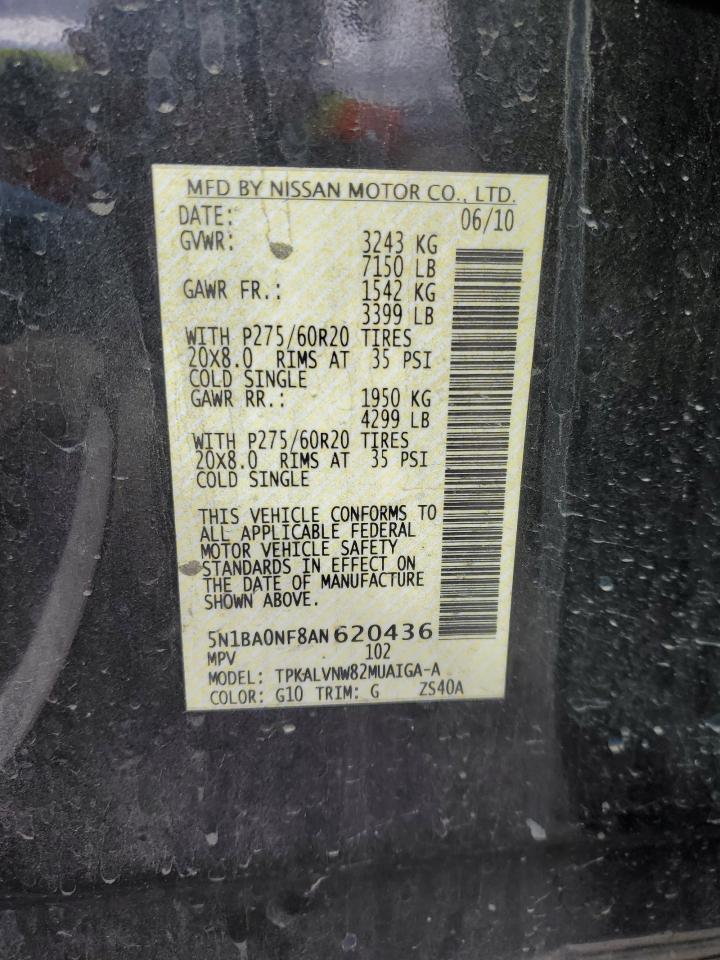 MFD BY NISSAN MOTOR CO., LTD.
DATE: 06/10
GVWR: 3243 KG
7150 LB
GAWR FR.: 1542 KG
3399 LB
WITH P275/60R20 TIRES
20X8.0 RIMS AT 35 PSI
COLD SINGLE
GAWR RR.: 1950 KG
4299 LB
WITH P275/60R20 TIRES
20X8.0 RIMS AT 35 PSI
COLD SINGLE
THIS VEHICLE CONFORMS TO
ALL APPLICABLE FEDERAL
MOTOR VEHICLE SAFETY
STANDARDS IN EFFECT ON
THE DATE OF MANUFACTURE
SHOWN ABOVE.
5N1BA0NF8AN620436
MPV 102
MODEL: TPKALVNW82MUAIGA-A
COLOR: G10 TRIM: G ZS40A